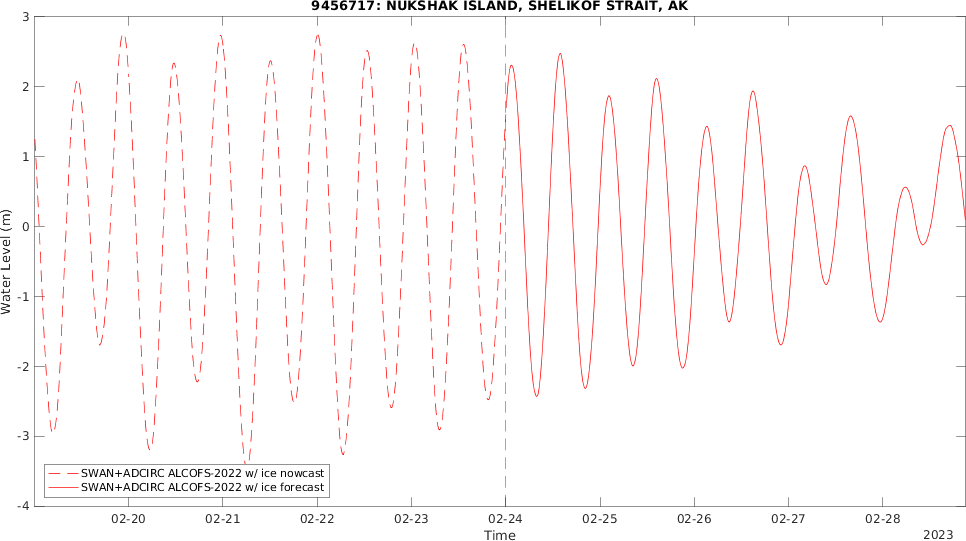 9456717: NUKSHAK ISLAND, SHELIKOF STRAIT, AK
3
2
1
0
-1
-2
-3
-4
Water Level (m)
SWAN+ADCIRC ALCOFS-2022 w/ ice nowcast
SWAN+ADCIRC ALCOFS-2022 w/ ice forecast
02-20 02-21 02-22 02-23 02-24 02-25 02-26 02-27 02-28
Time
2023